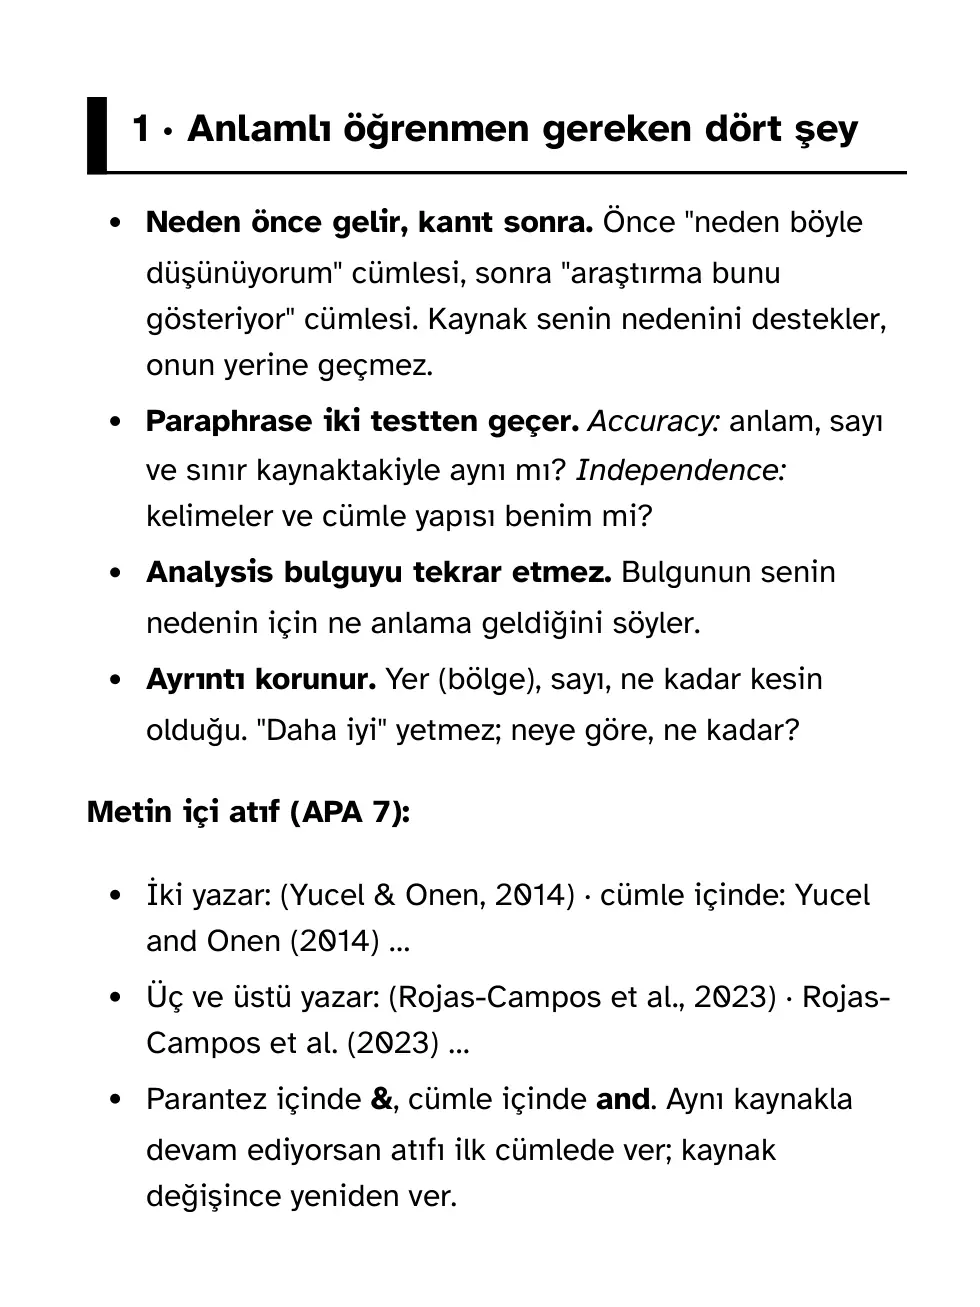 1 · Anlamlı öğrenmen gereken dört şey
• Neden önce gelir, kanıt sonra. Önce "neden böyle
düşünüyorum" cümlesi, sonra "araştırma bunu
gösteriyor" cümlesi. Kaynak senin nedenini destekler,
onun yerine geçmez.
• Paraphrase iki testten geçer. Accuracy: anlam, sayı
ve sınır kaynaktakiyle aynı mı? Independence:
kelimeler ve cümle yapısı benim mi?
• Analysis bulguyu tekrar etmez. Bulgunun senin
nedenin için ne anlama geldiğini söyler.
• Ayrıntı korunur. Yer (bölge), sayı, ne kadar kesin
olduğu. "Daha iyi" yetmez; neye göre, ne kadar?
Metin içi atıf (APA 7):
• İki yazar: (Yucel & Onen, 2014) · cümle içinde: Yucel
and Onen (2014) ...
• Üç ve üstü yazar: (Rojas-Campos et al., 2023) · Rojas-
Campos et al. (2023) ...
• Parantez içinde &, cümle içinde and. Aynı kaynakla
devam ediyorsan atıfı ilk cümlede ver; kaynak
değişince yeniden ver.